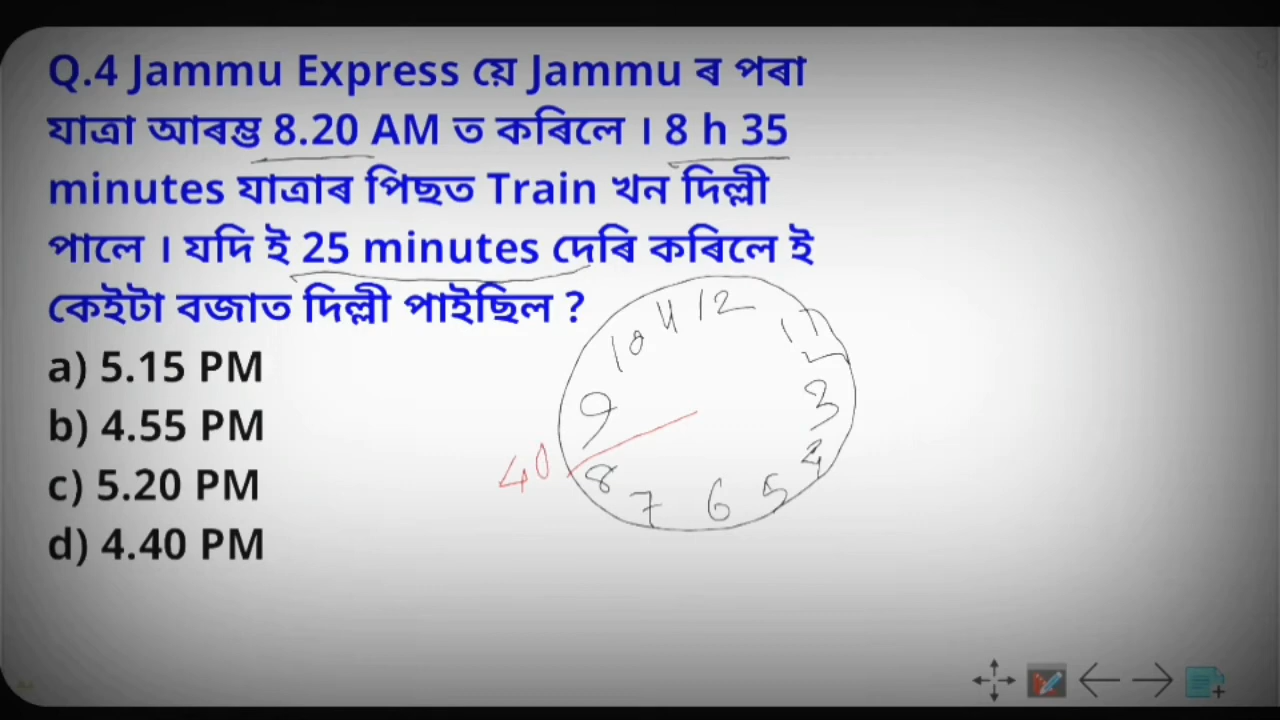 Q.4 Jammu Express য়ে Jammu ৰ পৰা
যাত্ৰা আৰম্ভ 8.20 AM ত কৰিলে । 8 h 35
minutes যাত্ৰাৰ পিছত Train খন দিল্লী
পালে । যদি ই 25 minutes দেৰি কৰিলে ই
কেইটা বজাত দিল্লী পাইছিল ?
a) 5.15 PM
b) 4.55 PM
c) 5.20 PM
d) 4.40 PM
10 11 12
9 3
40 8 7 6 5 4